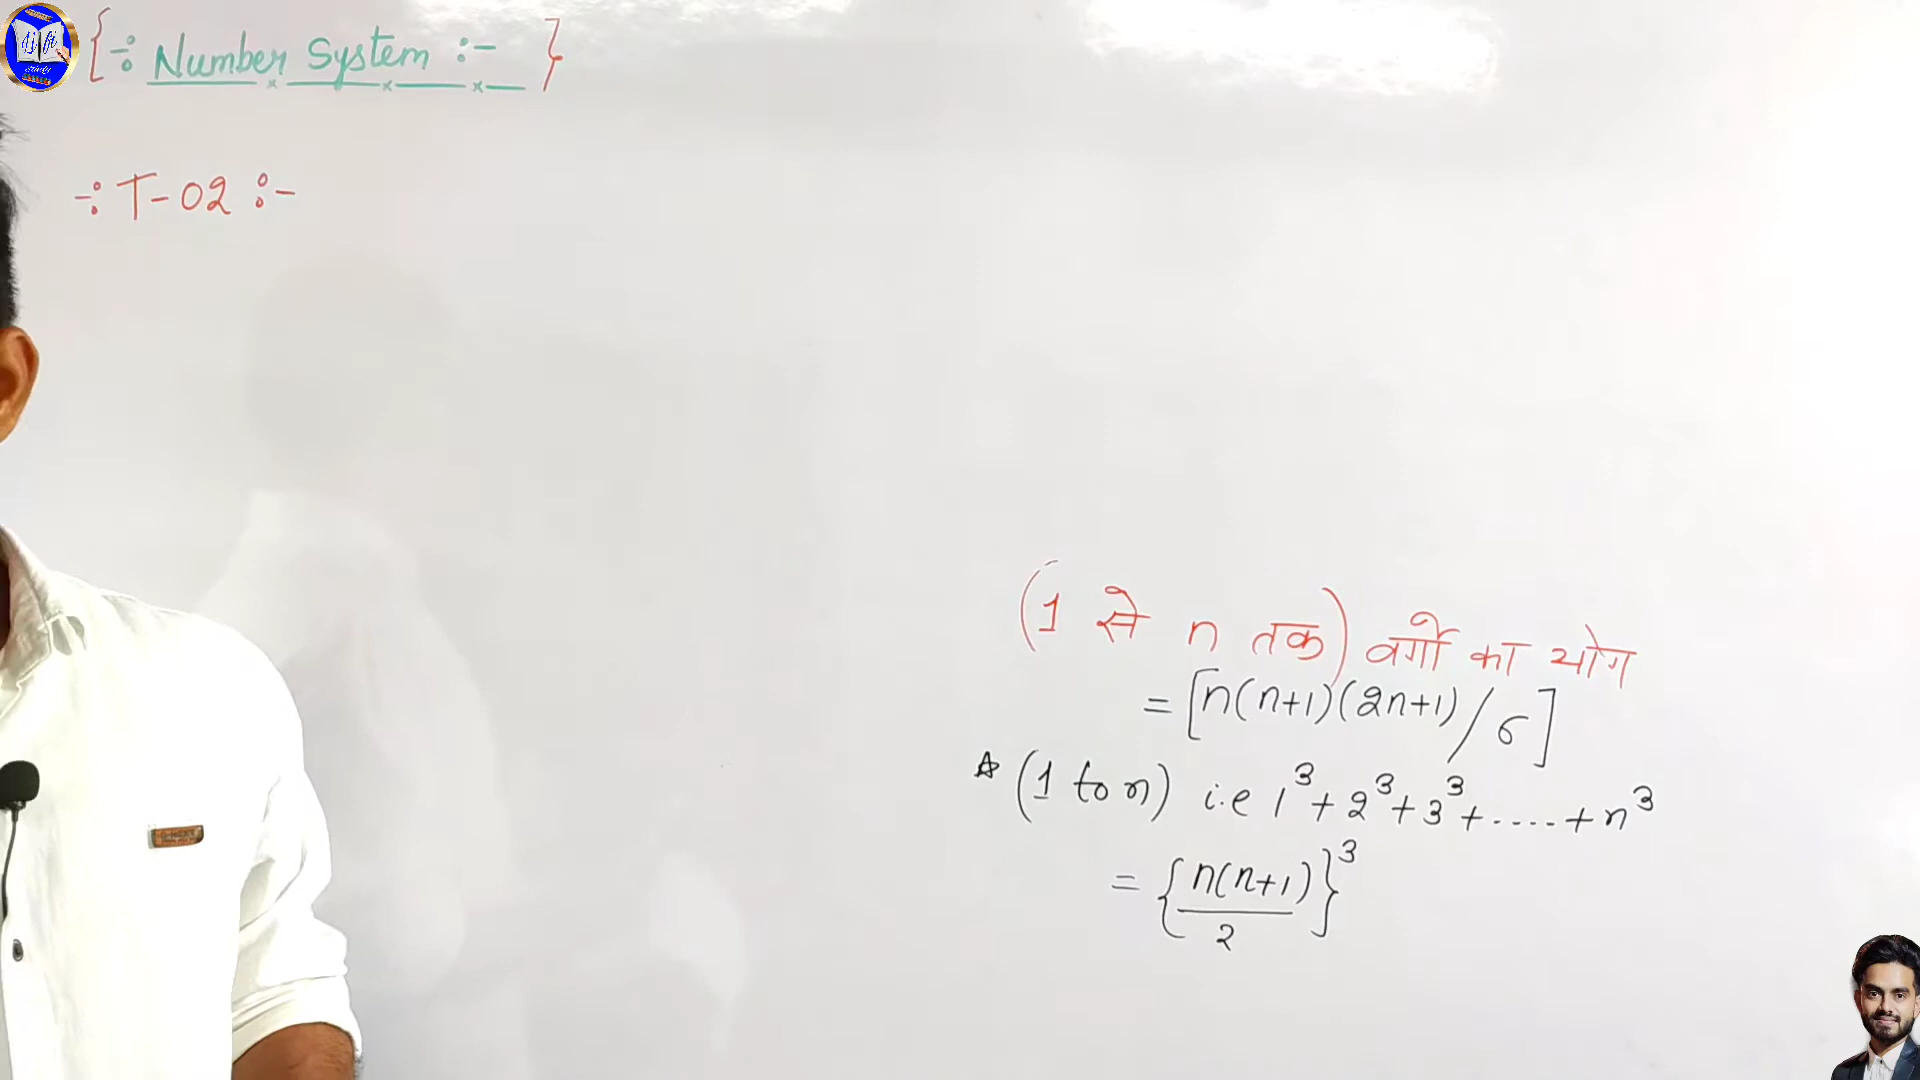 {÷ Number System :- }
÷ T-02 :-
(1 से n तक) वर्गो का योग
= [n(n+1)(2n+1)/6]
☆ (1 to n) i.e 1³+2³+3³+----+n³
= {n(n+1)/2}³